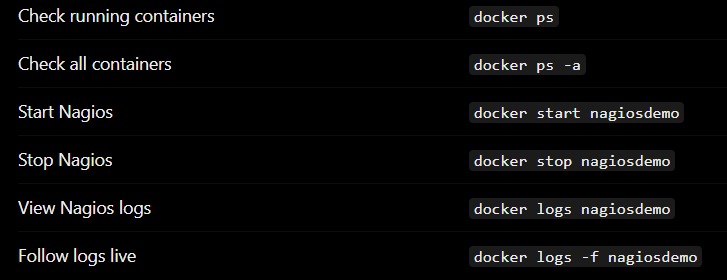 Check running containers docker ps
Check all containers docker ps -a
Start Nagios docker start nagiosdemo
Stop Nagios docker stop nagiosdemo
View Nagios logs docker logs nagiosdemo
Follow logs live docker logs -f nagiosdemo